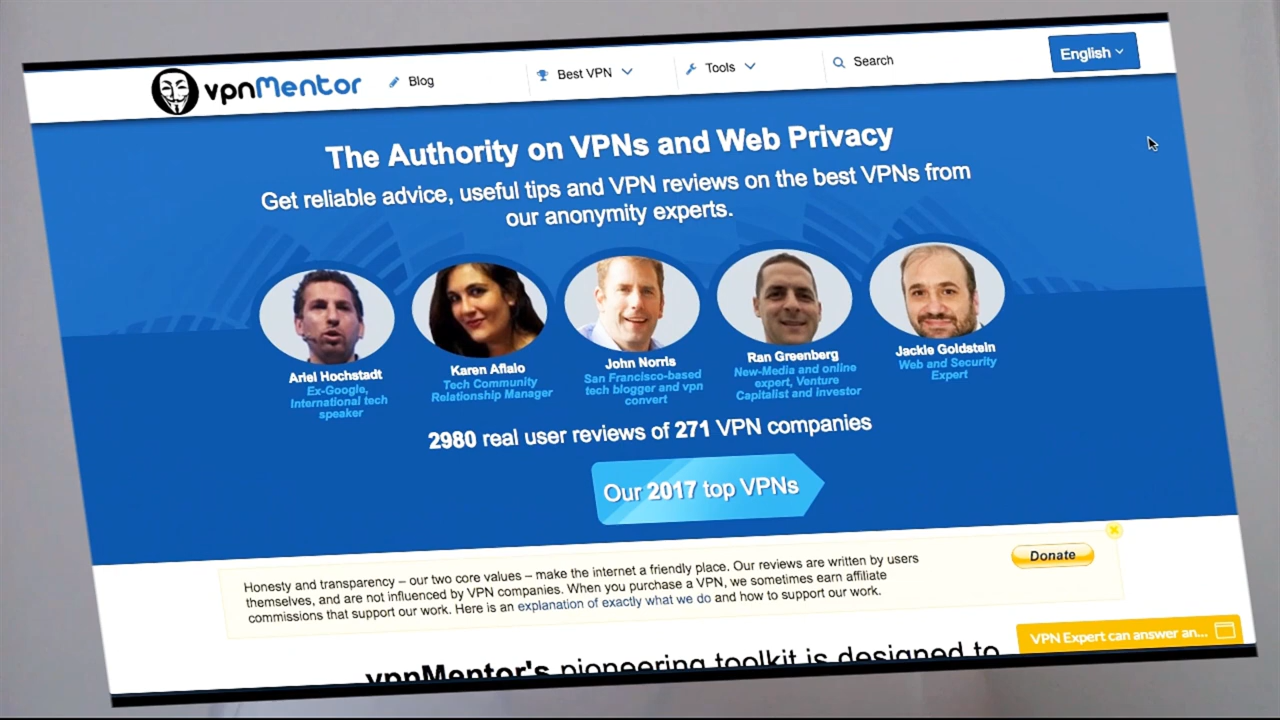 vpnMentor
Blog
Best VPN
Tools
Search
English
The Authority on VPNs and Web Privacy
Get reliable advice, useful tips and VPN reviews on the best VPNs from
our anonymity experts.
Ariel Hochstadt
Ex-Google,
International tech
speaker
Karen Aflalo
Tech Community
Relationship Manager
John Norris
San Francisco-based
tech blogger and vpn
convert
Ran Greenberg
New-Media and online
expert, Venture
Capitalist and investor
Jackie Goldstein
Web and Security
Expert
2980 real user reviews of 271 VPN companies
Our 2017 top VPNs
Honesty and transparency – our two core values – make the internet a friendly place. Our reviews are written by users
themselves, and are not influenced by VPN companies. When you purchase a VPN, we sometimes earn affiliate
commissions that support our work. Here is an explanation of exactly what we do and how to support our work.
Donate
VPN Expert can answer an...
vpnMentor's pioneering toolkit is designed to